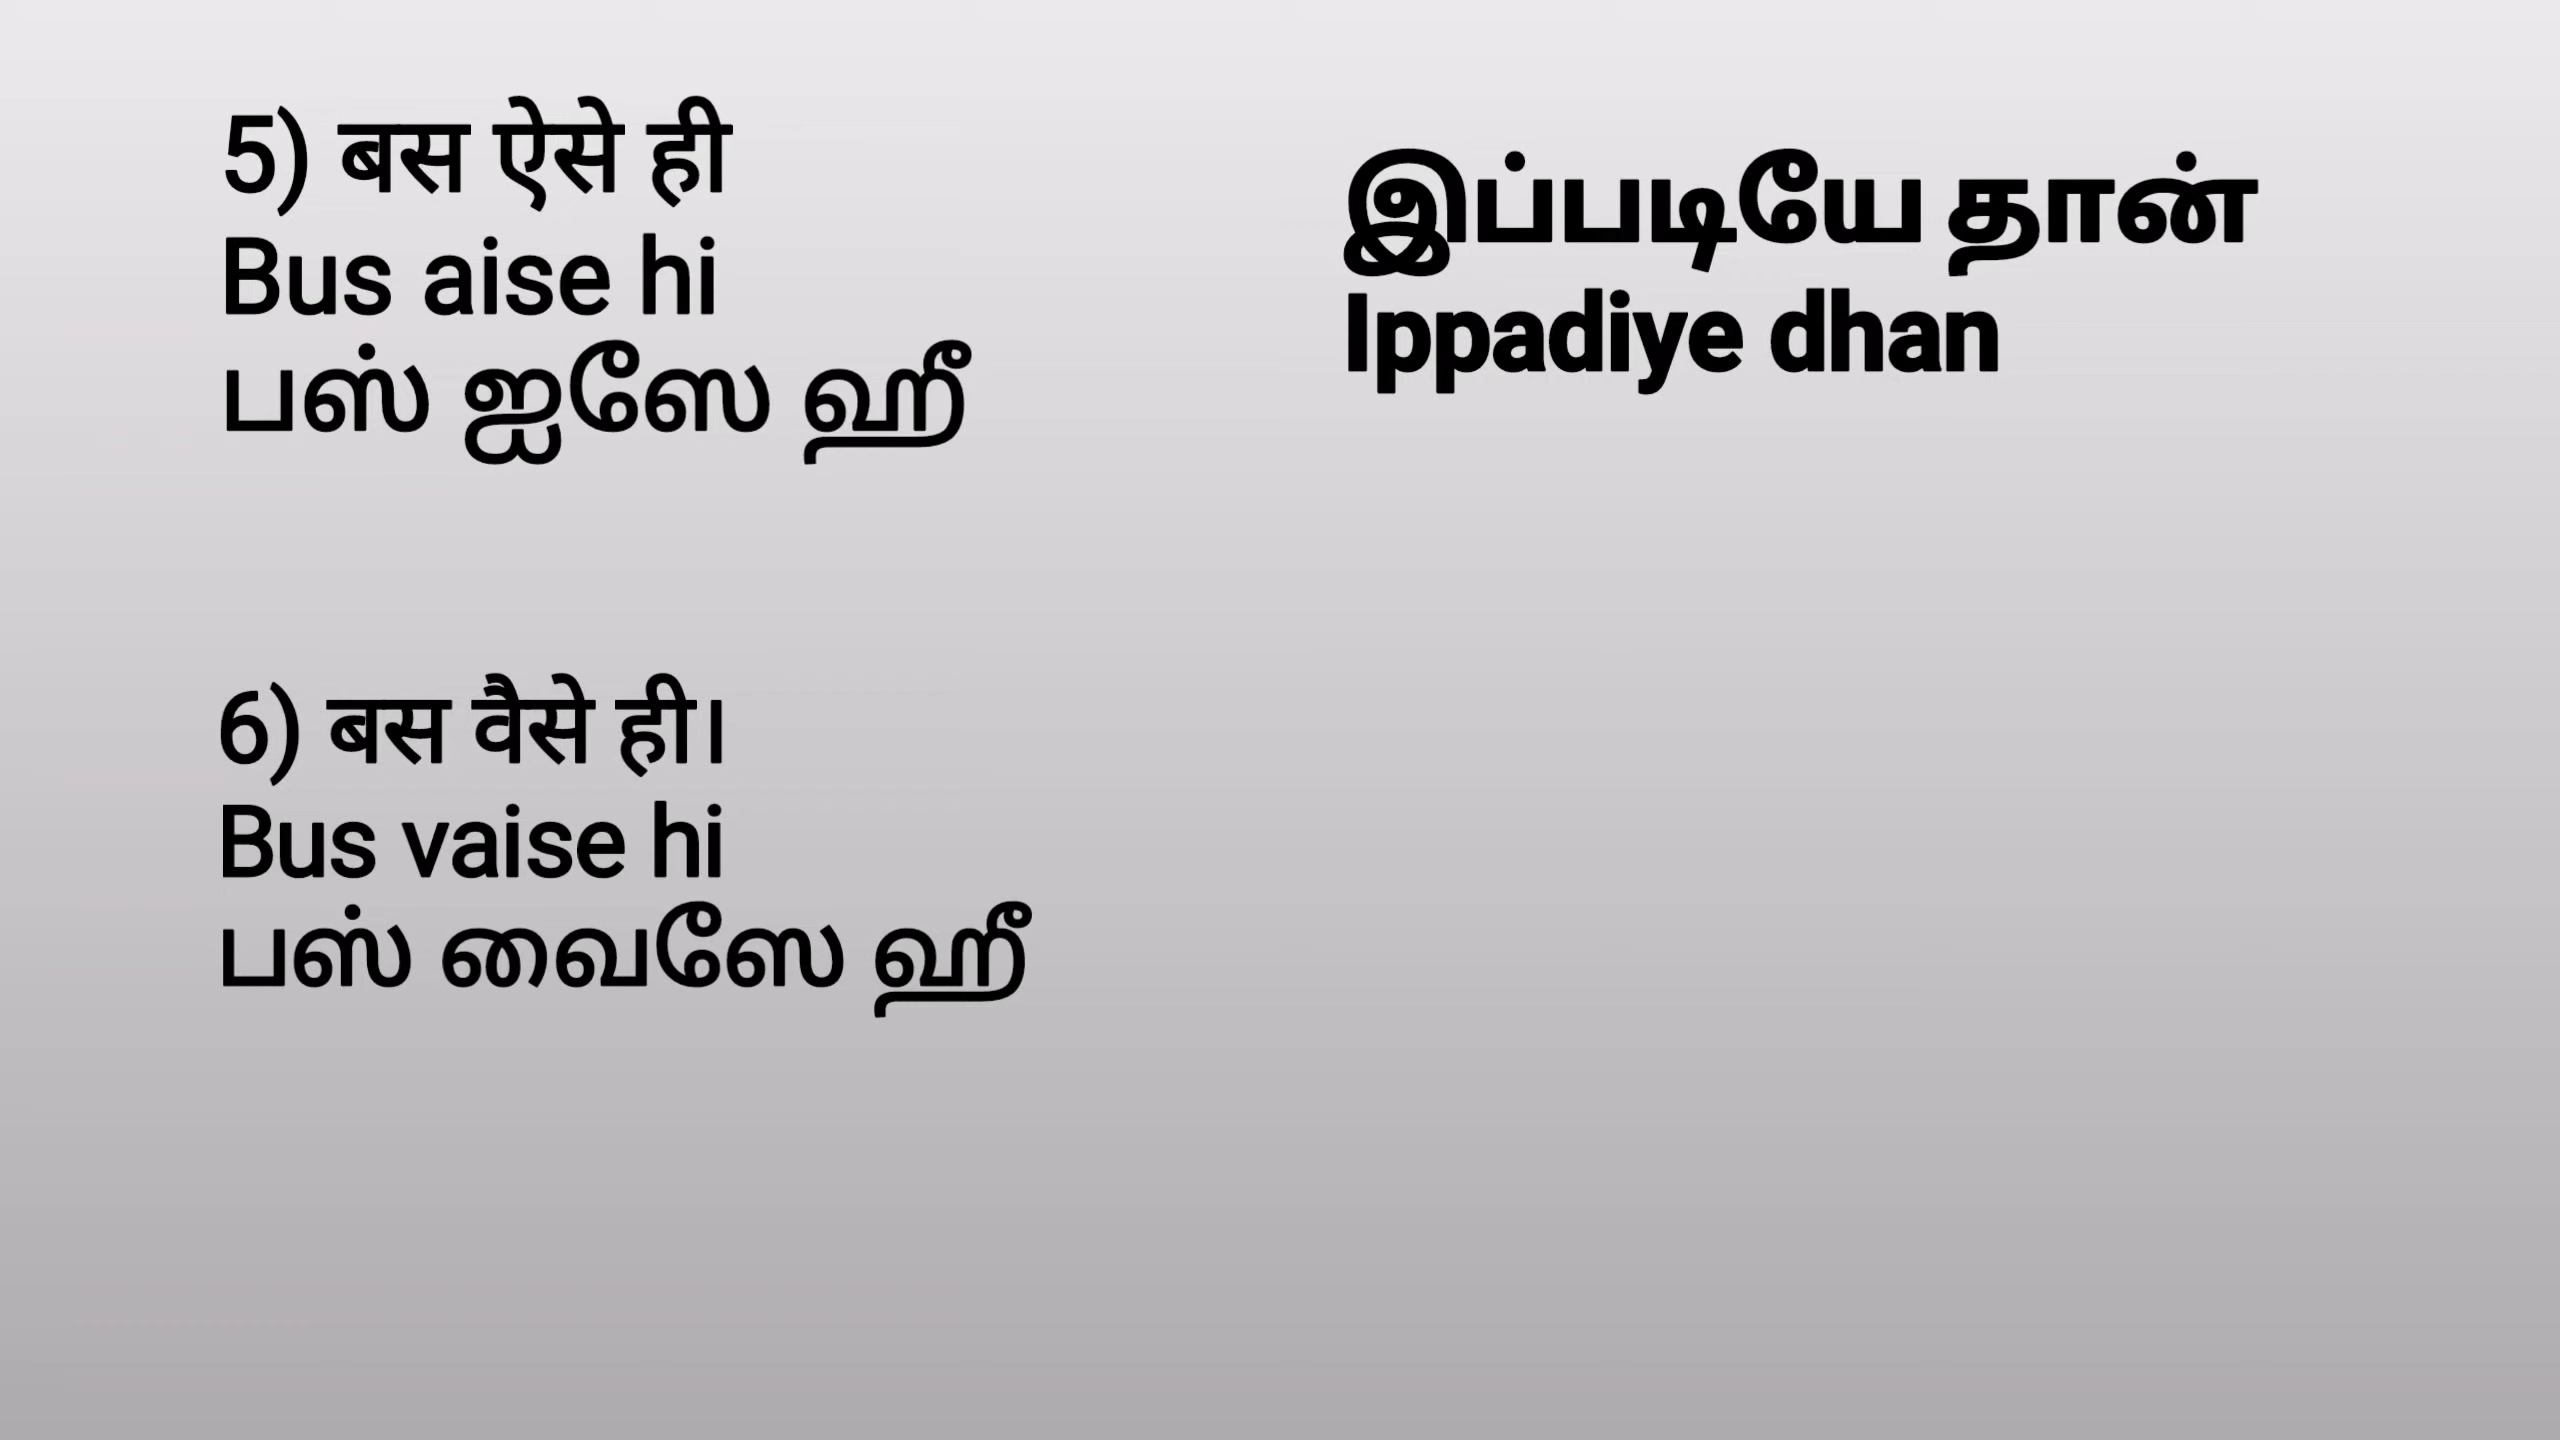 5) बस ऐसे ही
Bus aise hi
பஸ் ஐஸே ஹீ
இப்படியே தான்
Ippadiye dhan
6) बस वैसे ही।
Bus vaise hi
பஸ் வைஸே ஹீ